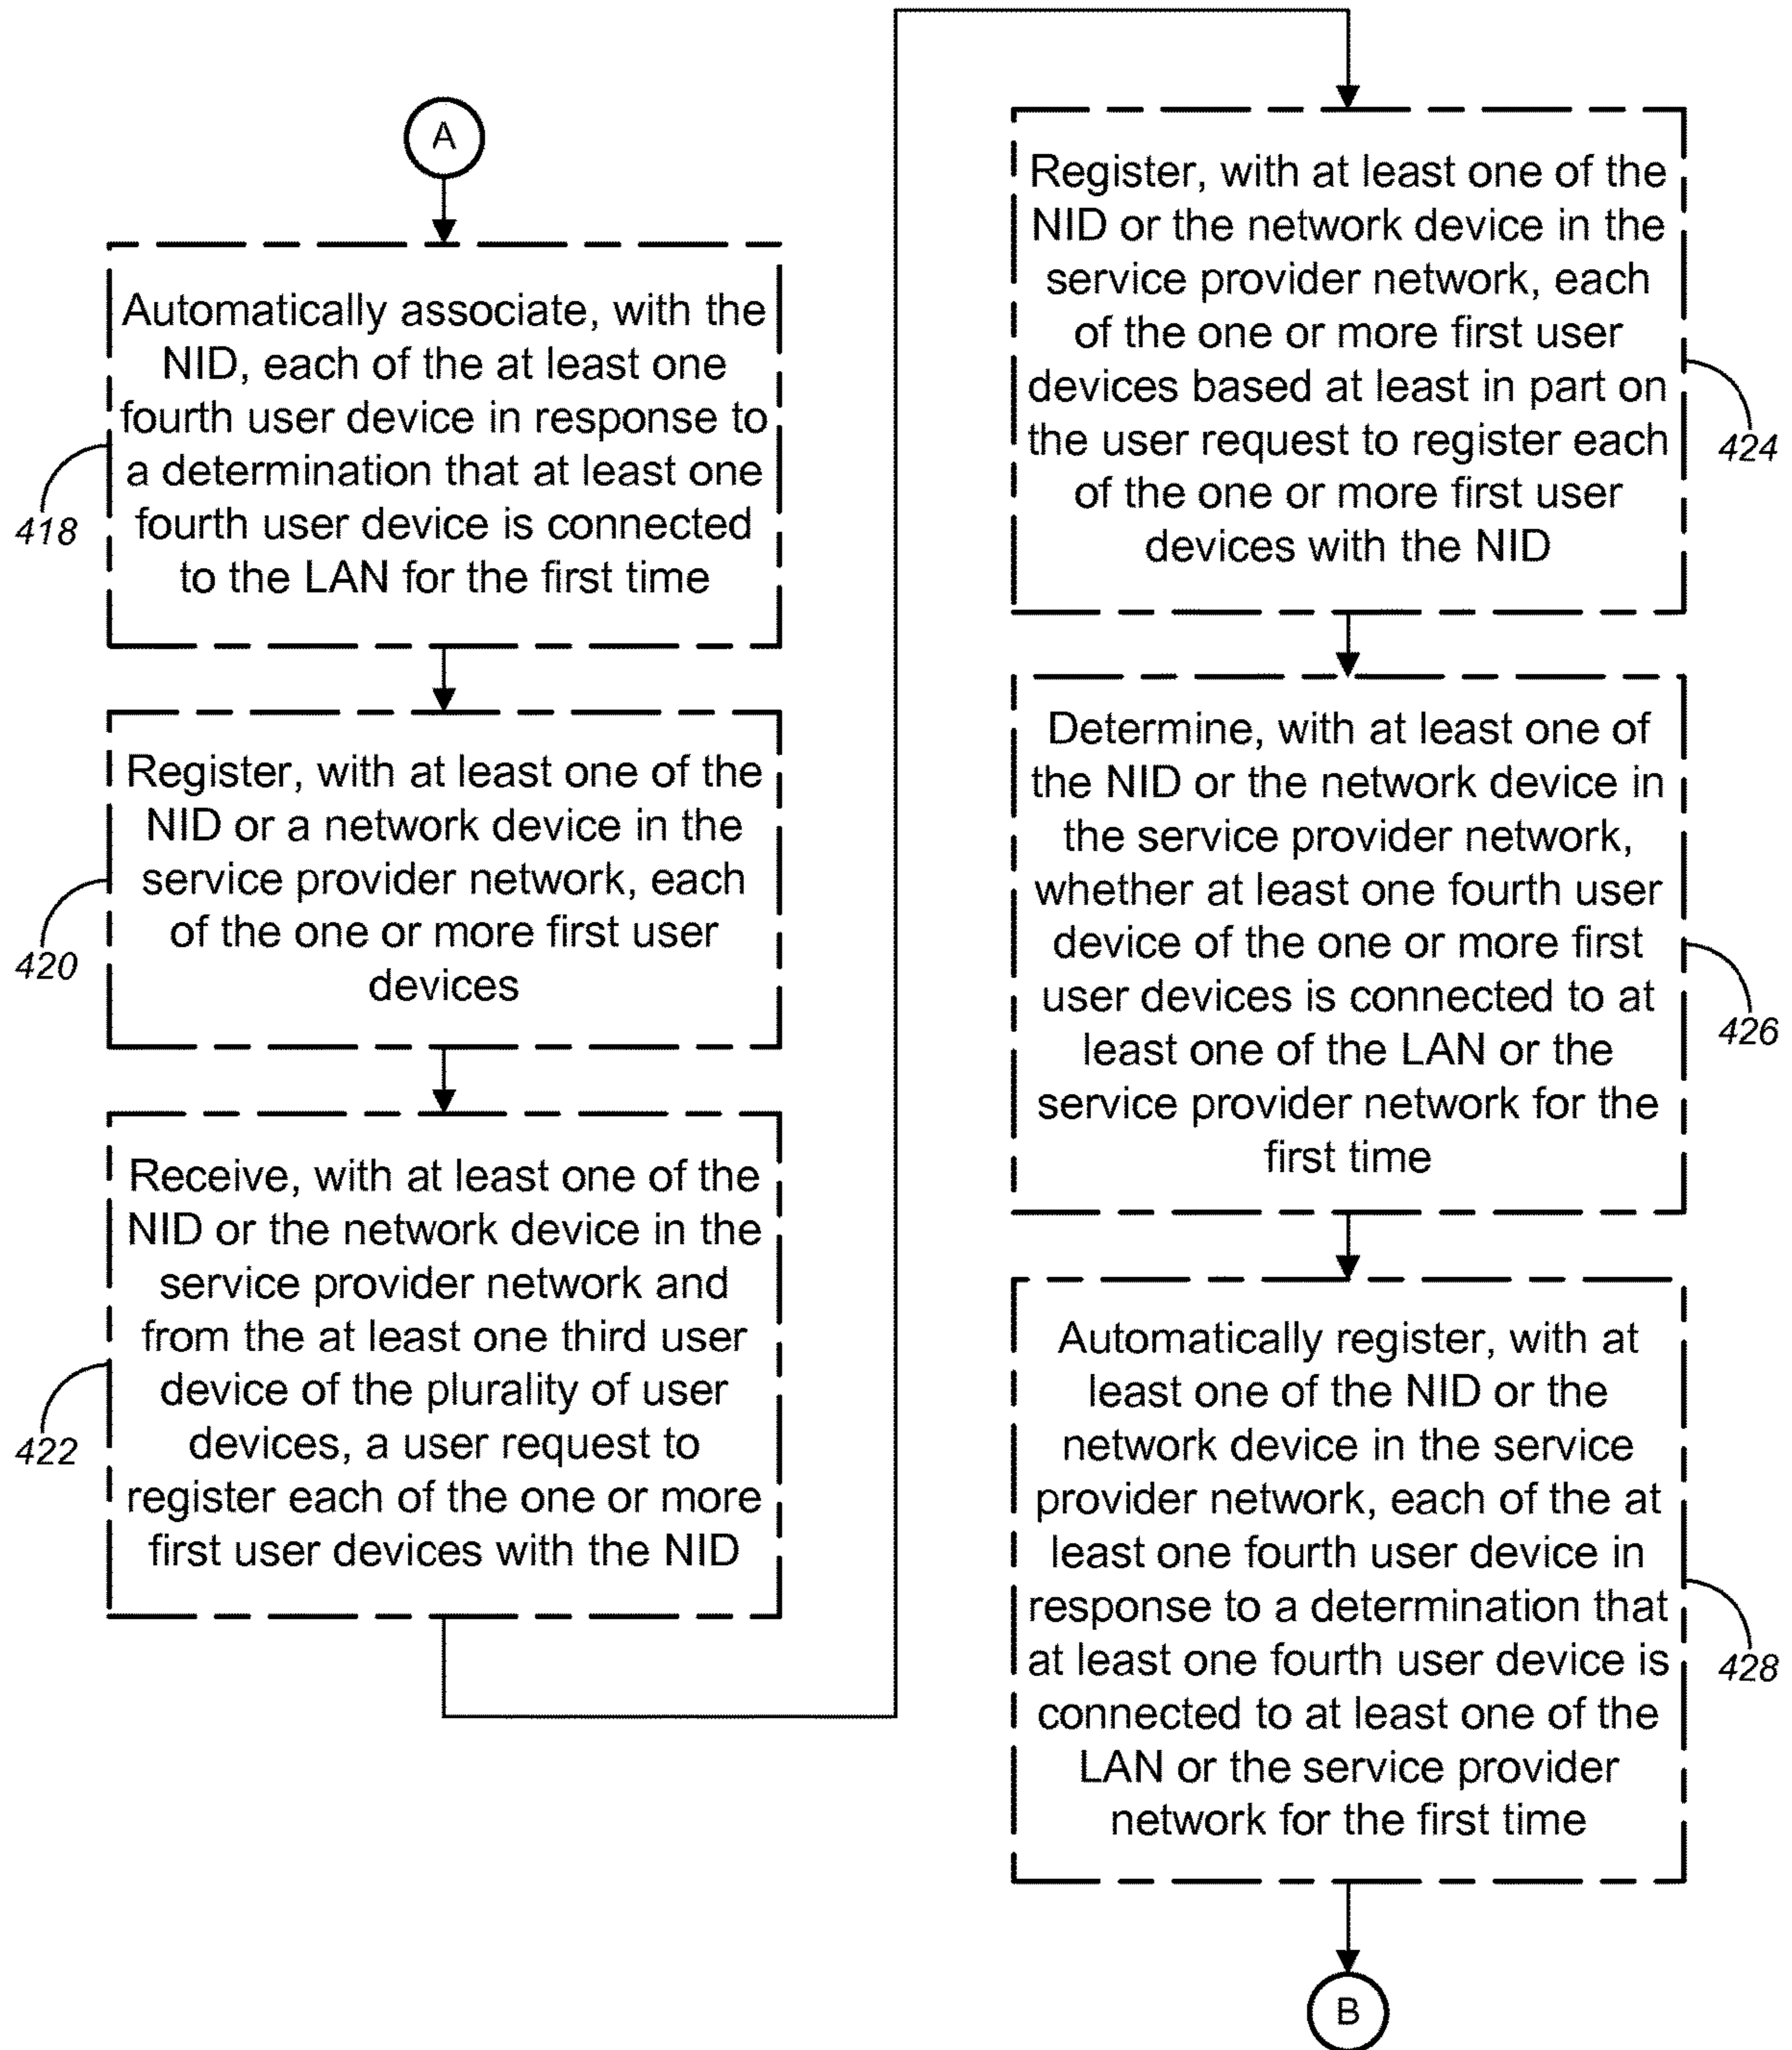 A
Automatically associate, with the
NID, each of the at least one
fourth user device in response to
a determination that at least one
fourth user device is connected
to the LAN for the first time
418
Register, with at least one of the
NID or a network device in the
service provider network, each
of the one or more first user
devices
420
Receive, with at least one of the
NID or the network device in the
service provider network and
from the at least one third user
device of the plurality of user
devices, a user request to
register each of the one or more
first user devices with the NID
422
Register, with at least one of the
NID or the network device in the
service provider network, each
of the one or more first user
devices based at least in part on
the user request to register each
of the one or more first user
devices with the NID
424
Determine, with at least one of
the NID or the network device in
the service provider network,
whether at least one fourth user
device of the one or more first
user devices is connected to at
least one of the LAN or the
service provider network for the
first time
426
Automatically register, with at
least one of the NID or the
network device in the service
provider network, each of the at
least one fourth user device in
response to a determination that
at least one fourth user device is
connected to at least one of the
LAN or the service provider
network for the first time
428
B